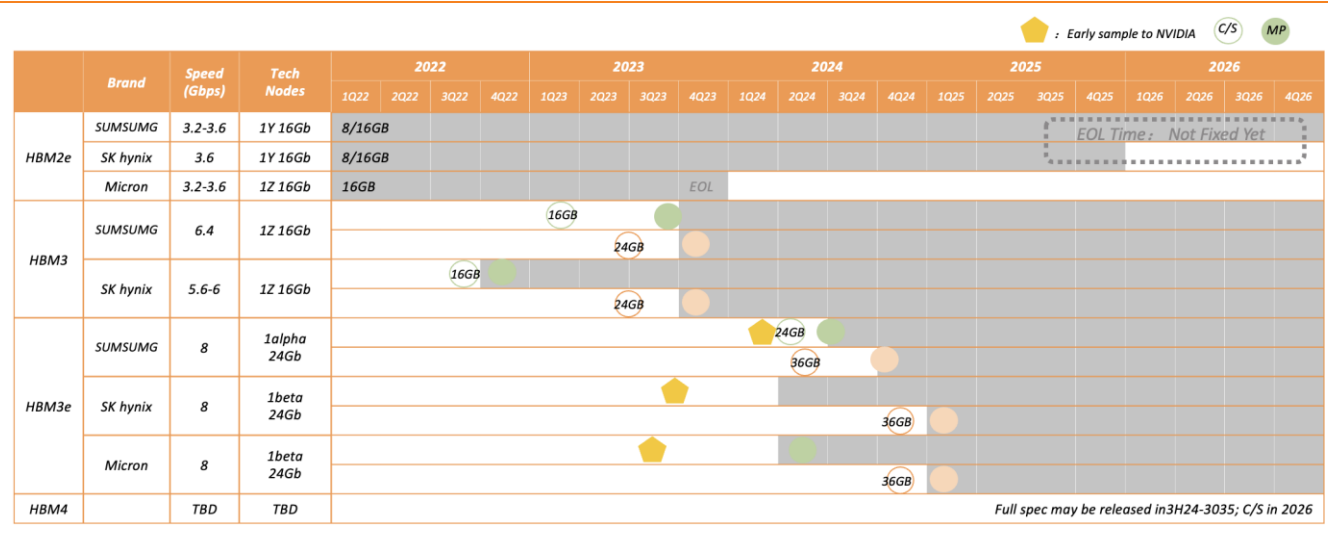 : Early sample to NVIDIA C/S MP
Brand Speed (Gbps) Tech Nodes 2022 2023 2024 2025 2026
1Q22 2Q22 3Q22 4Q22 1Q23 2Q23 3Q23 4Q23 1Q24 2Q24 3Q24 4Q24 1Q25 2Q25 3Q25 4Q25 1Q26 2Q26 3Q26 4Q26
HBM2e
SUMSUMG 3.2-3.6 1Y 16Gb 8/16GB
EOL Time: Not Fixed Yet
SK hynix 3.6 1Y 16Gb 8/16GB
Micron 3.2-3.6 1Z 16Gb 16GB EOL
HBM3
SUMSUMG 6.4 1Z 16Gb
16GB
24GB
SK hynix 5.6-6 1Z 16Gb
16GB
24GB
HBM3e
SUMSUMG 8 1alpha 24Gb
24GB
36GB
SK hynix 8 1beta 24Gb
36GB
Micron 8 1beta 24Gb
36GB
HBM4 TBD TBD Full spec may be released in3H24-3035; C/S in 2026